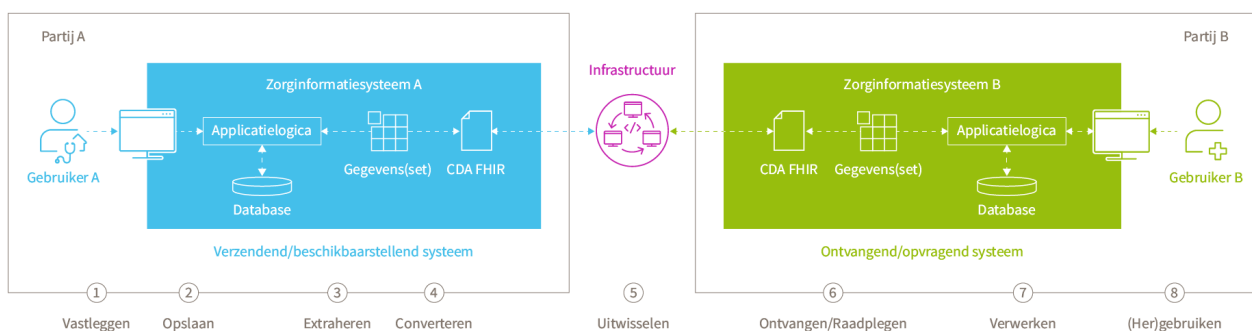 Partij A
Partij B
Zorginformatiesysteem A
Infrastructuur
Zorginformatiesysteem B
</>
Applicatielogica
Applicatielogica
Gebruiker A
Gegevens(set)
CDA FHIR
CDA FHIR
Gegevens(set)
Gebruiker B
Database
Database
Verzendend/beschikbaarstellend systeem
Ontvangend/opvragend systeem
1
2
3
4
5
6
7
8
Vastleggen
Opslaan
Extraheren
Converteren
Uitwisselen
Ontvangen/Raadplegen
Verwerken
(Her)gebruiken